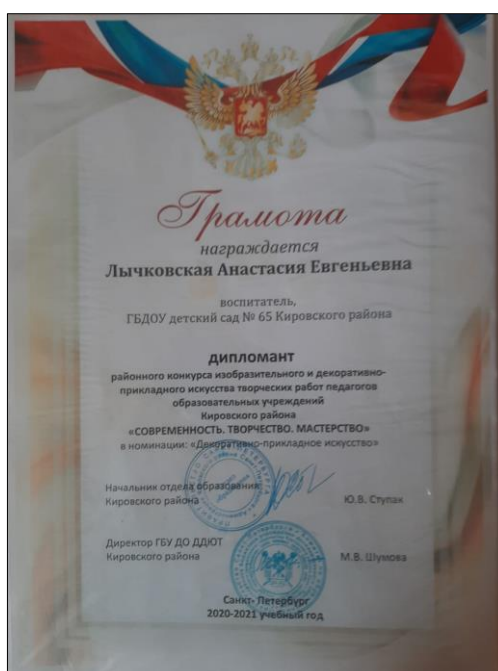 Грамота
награждается
Лычковская Анастасия Евгеньевна
воспитатель,
ГБДОУ детский сад № 65 Кировского района
дипломант
районного конкурса изобразительного и декоративно-
прикладного искусства творческих работ педагогов
образовательных учреждений
Кировского района
«СОВРЕМЕННОСТЬ. ТВОРЧЕСТВО. МАСТЕРСТВО»
в номинации: «Декоративно-прикладное искусство»
Начальник отдела образования
Кировского района Ю.В. Ступак
Директор ГБУ ДО ДДЮТ
Кировского района М.В. Шумова
Санкт- Петербург
2020-2021 учебный год